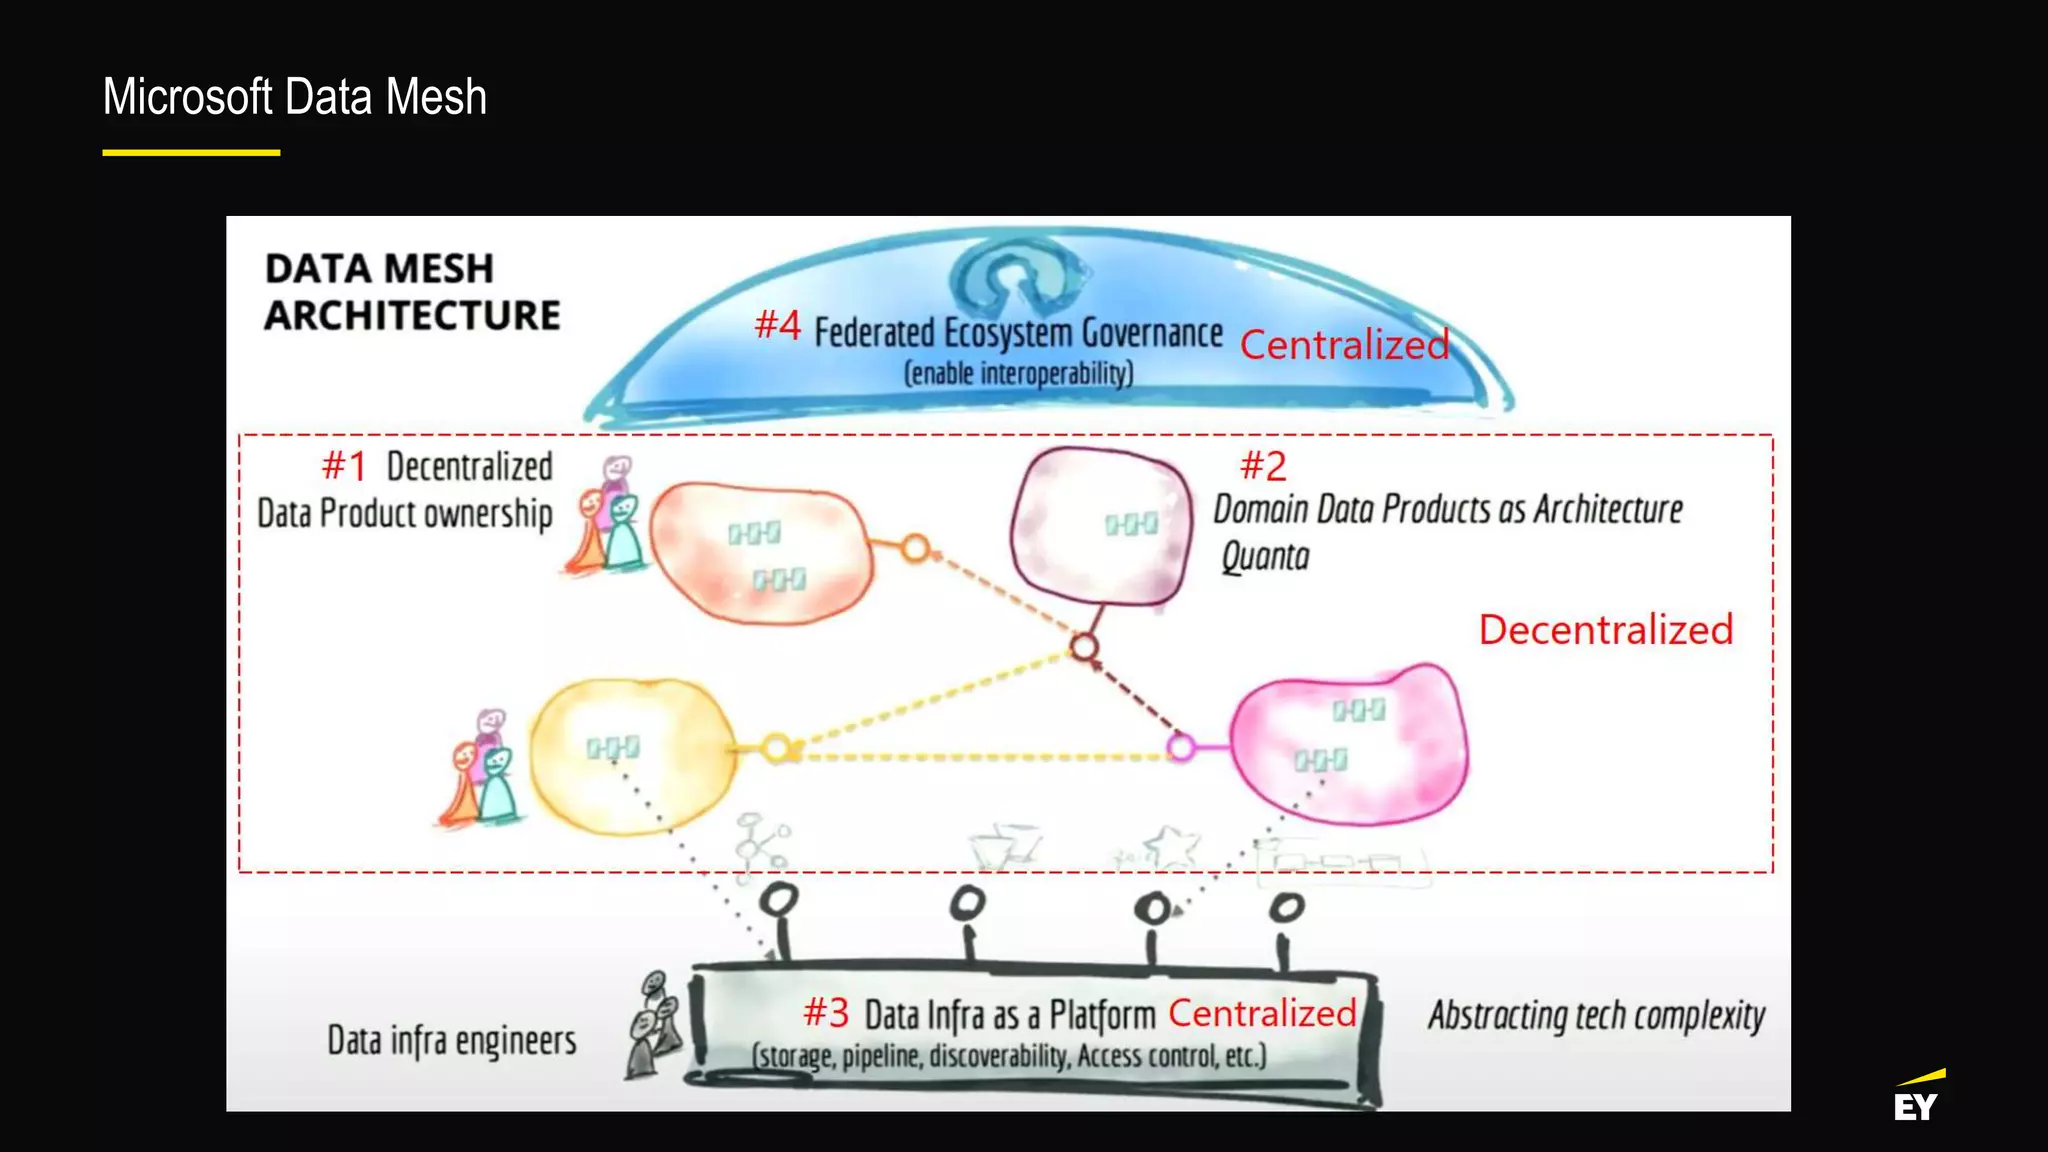 Microsoft Data Mesh
DATA MESH
ARCHITECTURE
#4 Federated Ecosystem Governance Centralized
(enable interoperability)
#1 Decentralized
Data Product ownership
#2
Domain Data Products as Architecture
Quanta
Decentralized
#3 Data Infra as a Platform Centralized
(storage, pipeline, discoverability, Access control, etc.)
Data infra engineers
Abstracting tech complexity
EY